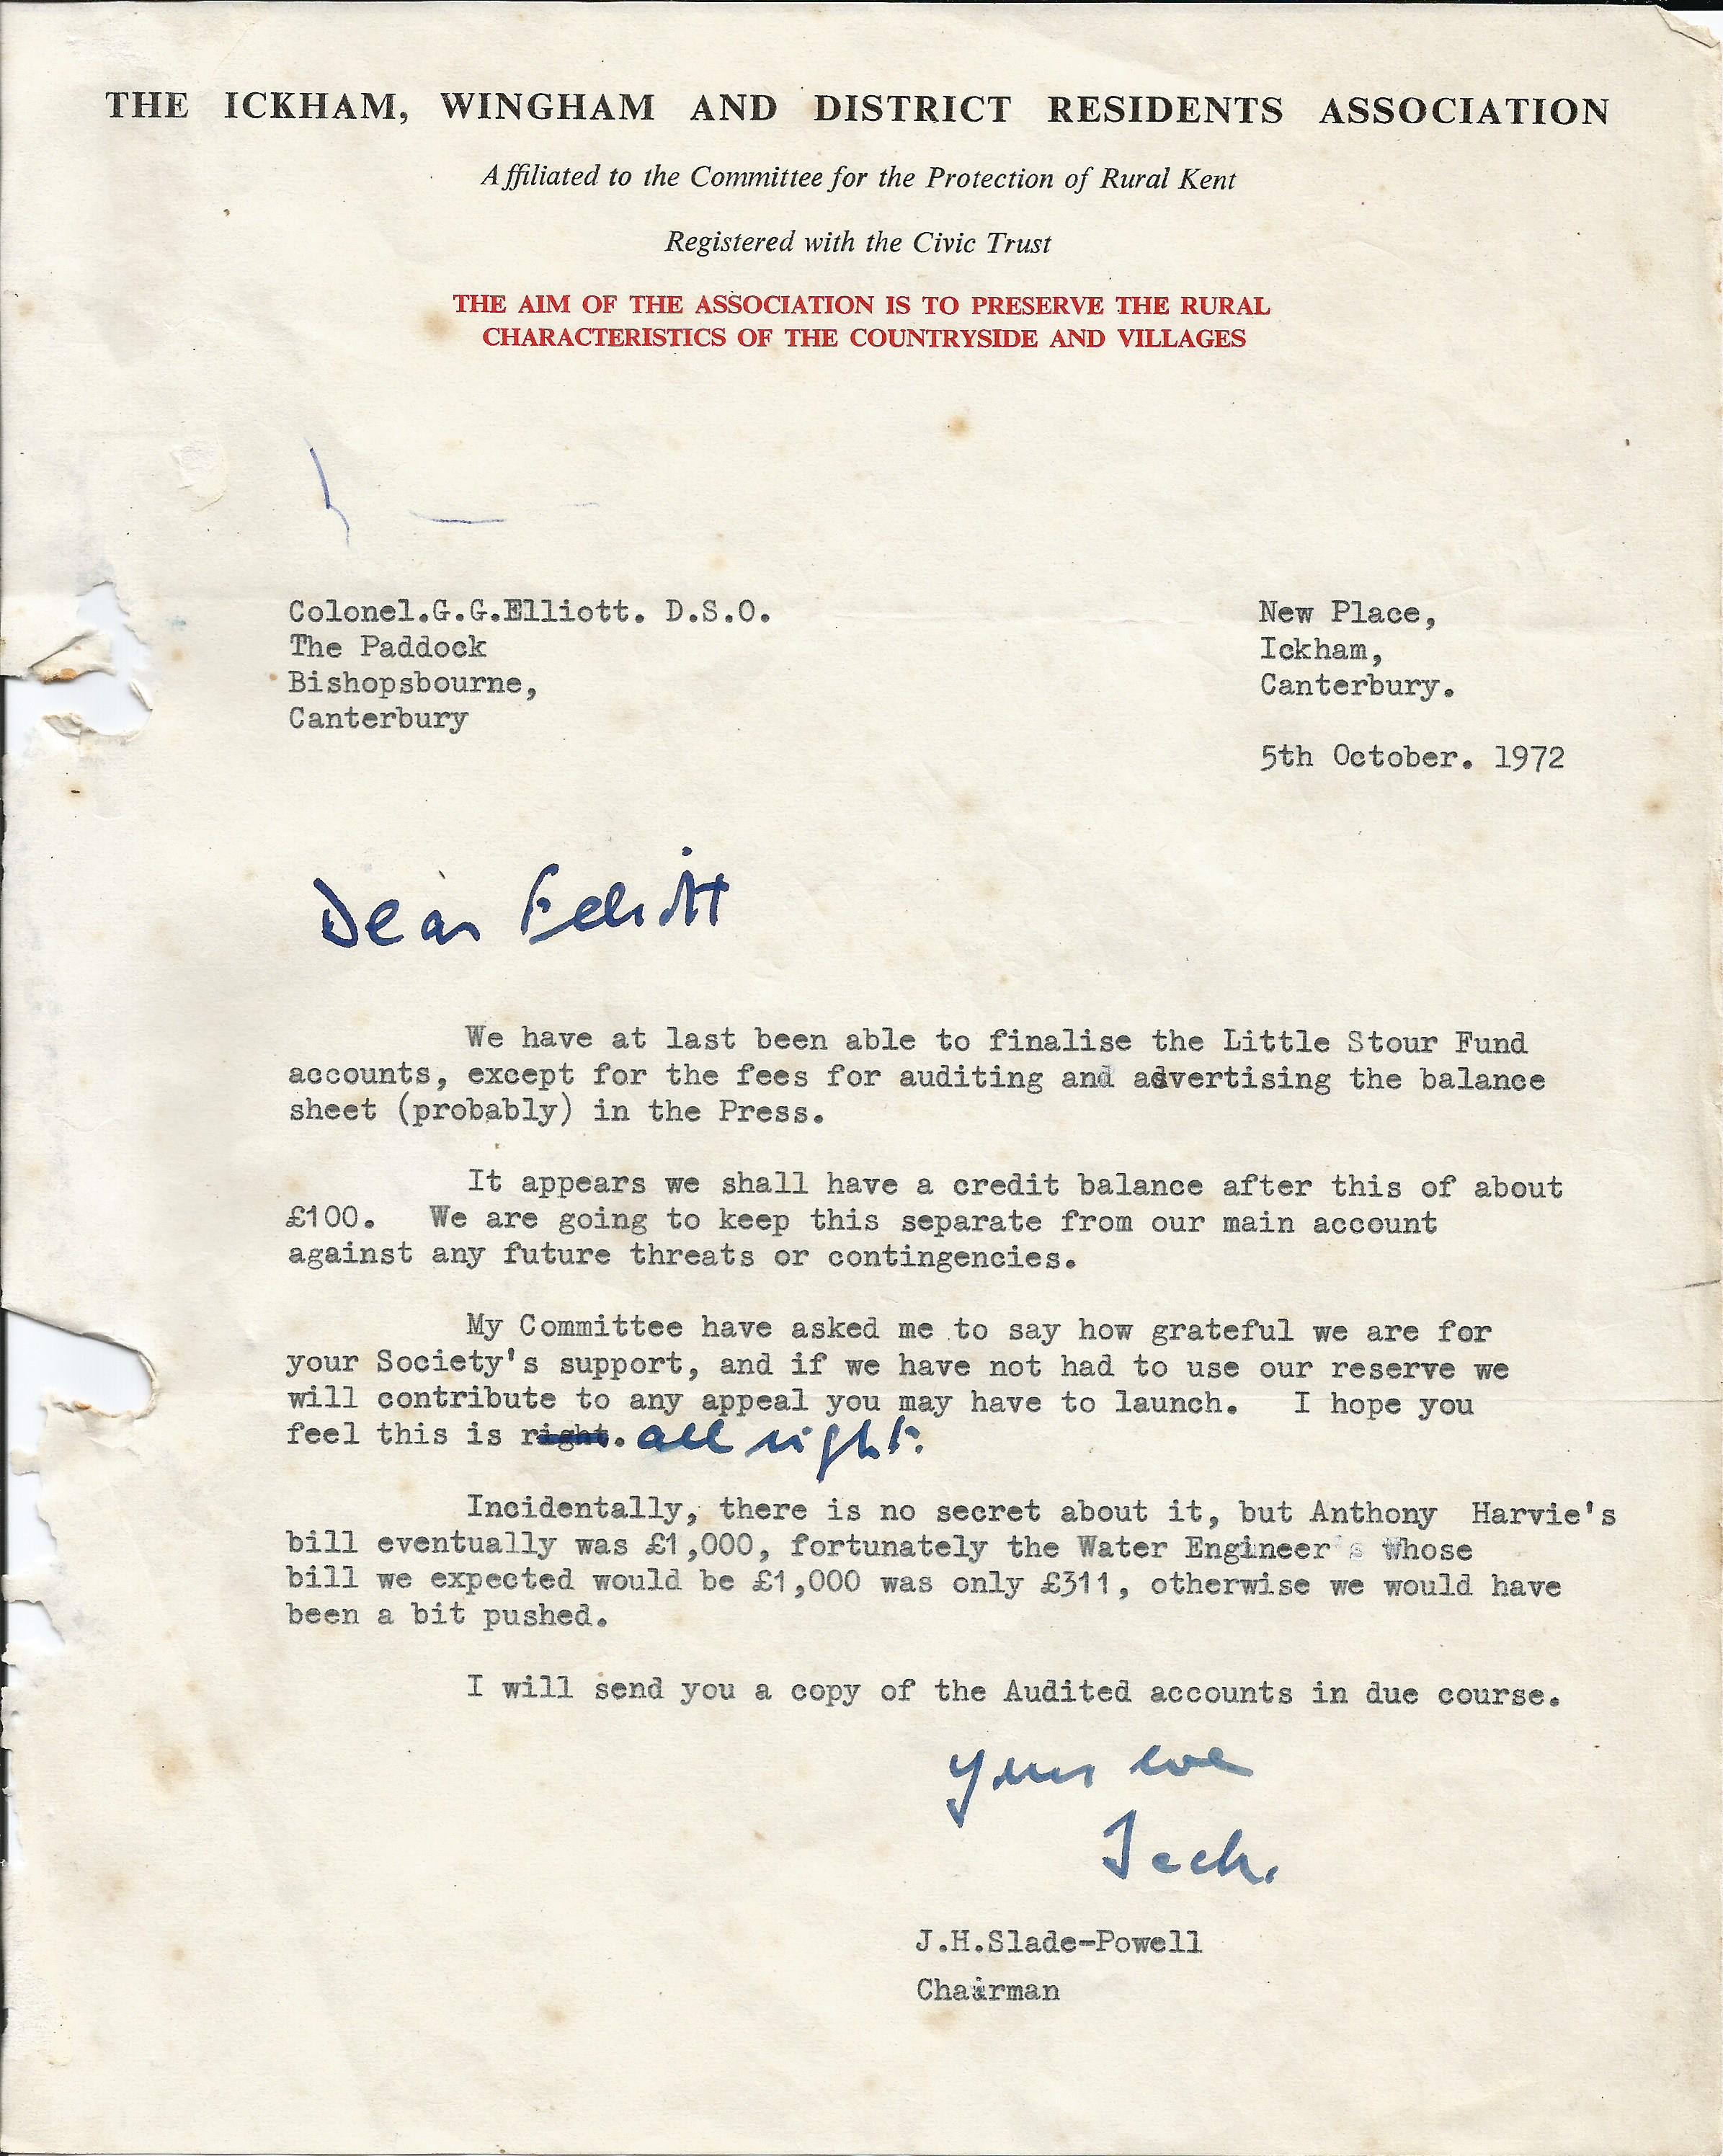 THE ICKHAM, WINGHAM AND DISTRICT RESIDENTS ASSOCIATION
Affiliated to the Committee for the Protection of Rural Kent
Registered with the Civic Trust
THE AIM OF THE ASSOCIATION IS TO PRESERVE THE RURAL
CHARACTERISTICS OF THE COUNTRYSIDE AND VILLAGES
Colonel.G.G.Elliott. D.S.O.
The Paddock
Bishopsbourne,
Canterbury
New Place,
Ickham,
Canterbury.
5th October. 1972
Dear Elliott
We have at last been able to finalise the Little Stour Fund
accounts, except for the fees for auditing and advertising the balance
sheet (probably) in the Press.
It appears we shall have a credit balance after this of about
£100. We are going to keep this separate from our main account
against any future threats or contingencies.
My Committee have asked me to say how grateful we are for
your Society's support, and if we have not had to use our reserve we
will contribute to any appeal you may have to launch. I hope you
feel this is right. all right.
Incidentally, there is no secret about it, but Anthony Harvie's
bill eventually was £1,000, fortunately the Water Engineer's Whose
bill we expected would be £1,000 was only £311, otherwise we would have
been a bit pushed.
I will send you a copy of the Audited accounts in due course.
Yours ever
Jack.
J.H.Slade-Powell
Chairman